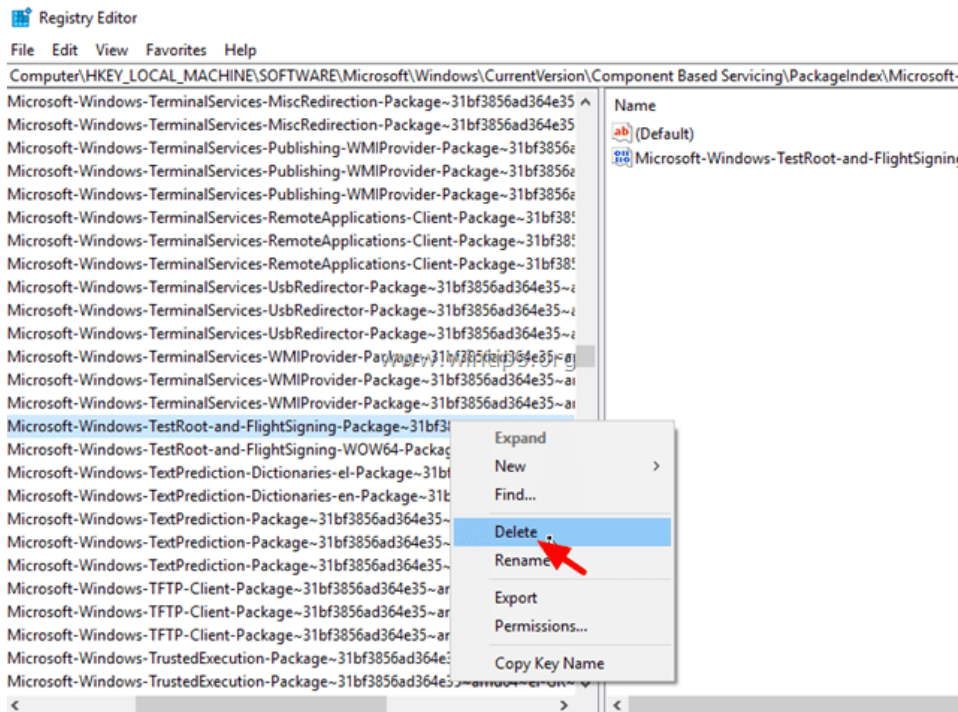 Registry Editor
File Edit View Favorites Help
Computer\HKEY_LOCAL_MACHINE\SOFTWARE\Microsoft\Windows\CurrentVersion\Component Based Servicing\PackageIndex\Microsoft-
Microsoft-Windows-TerminalServices-MiscRedirection-Package~31bf3856ad364e35
Microsoft-Windows-TerminalServices-MiscRedirection-Package~31bf3856ad364e35
Microsoft-Windows-TerminalServices-Publishing-WMIProvider-Package~31bf3856a
Microsoft-Windows-TerminalServices-Publishing-WMIProvider-Package~31bf3856a
Microsoft-Windows-TerminalServices-Publishing-WMIProvider-Package~31bf3856a
Microsoft-Windows-TerminalServices-RemoteApplications-Client-Package~31bf385
Microsoft-Windows-TerminalServices-RemoteApplications-Client-Package~31bf385
Microsoft-Windows-TerminalServices-RemoteApplications-Client-Package~31bf385
Microsoft-Windows-TerminalServices-UsbRedirector-Package~31bf3856ad364e35~a
Microsoft-Windows-TerminalServices-UsbRedirector-Package~31bf3856ad364e35~a
Microsoft-Windows-TerminalServices-UsbRedirector-Package~31bf3856ad364e35~a
Microsoft-Windows-TerminalServices-WMIProvider-Package~31bf3856ad364e35~a
www.wintips.org
Microsoft-Windows-TerminalServices-WMIProvider-Package~31bf3856ad364e35~a
Microsoft-Windows-TerminalServices-WMIProvider-Package~31bf3856ad364e35~a
Microsoft-Windows-TestRoot-and-FlightSigning-Package~31bf3
Microsoft-Windows-TestRoot-and-FlightSigning-WOW64-Packag
Microsoft-Windows-TextPrediction-Dictionaries-el-Package~31b
Microsoft-Windows-TextPrediction-Dictionaries-en-Package~31b
Microsoft-Windows-TextPrediction-Package~31bf3856ad364e35~
Microsoft-Windows-TextPrediction-Package~31bf3856ad364e35~
Microsoft-Windows-TextPrediction-Package~31bf3856ad364e35~
Microsoft-Windows-TFTP-Client-Package~31bf3856ad364e35~a
Microsoft-Windows-TFTP-Client-Package~31bf3856ad364e35~a
Microsoft-Windows-TFTP-Client-Package~31bf3856ad364e35~a
Microsoft-Windows-TrustedExecution-Package~31bf3856ad364e
Microsoft-Windows-TrustedExecution-Package~31bf3856ad364e35~amd64~el-GR~
Name
(Default)
Microsoft-Windows-TestRoot-and-FlightSigning
Expand
New
Find...
Delete
Rename
Export
Permissions...
Copy Key Name